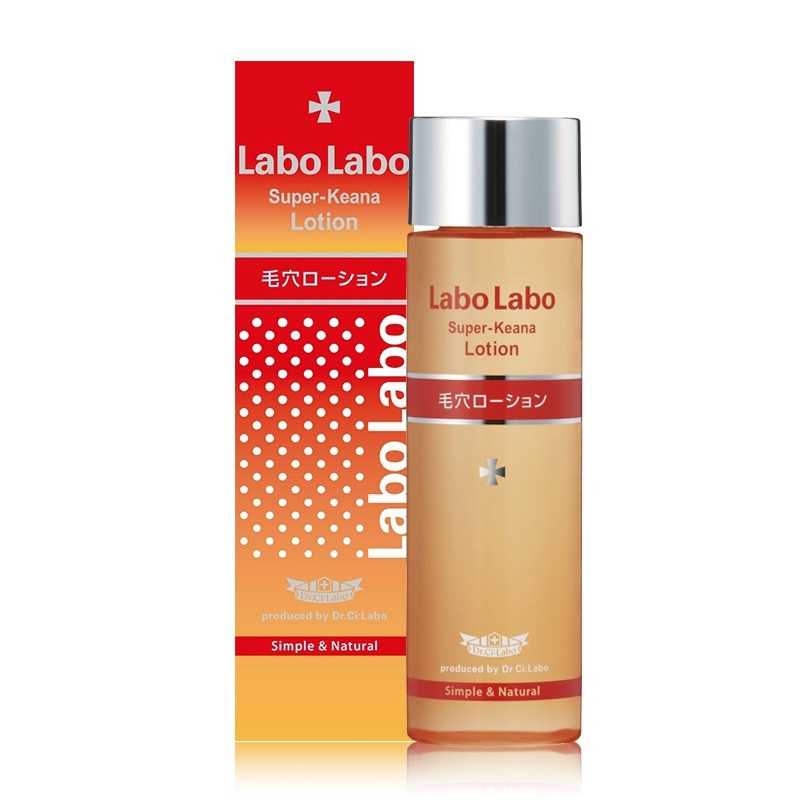 Labo Labo
Super-Keana
Lotion
毛穴ローション
Labo Labo
Dr.Ci:Labo
produced by Dr.Ci:Labo
Simple & Natural
Labo Labo
Super-Keana
Lotion
毛穴ローション
Dr.Ci:Labo
produced by Dr.Ci:Labo
Simple & Natural